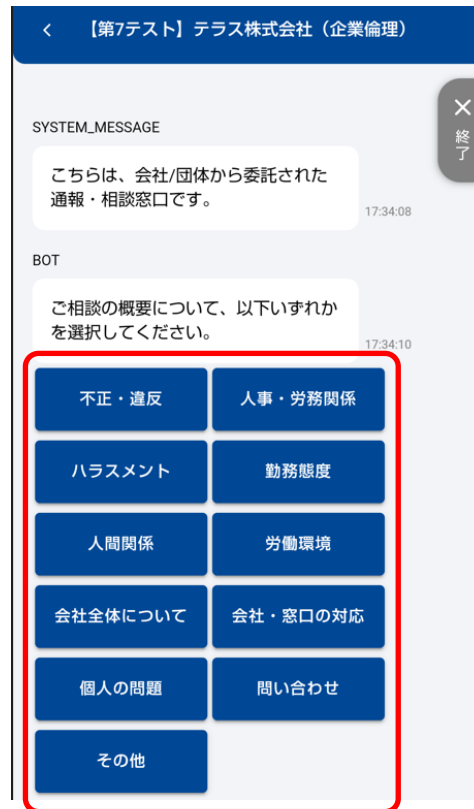 【第7テスト】テラス株式会社（企業倫理）
終了
SYSTEM_MESSAGE
こちらは、会社/団体から委託された
通報・相談窓口です。
17:34:08
BOT
ご相談の概要について、以下いずれか
を選択してください。
17:34:10
不正・違反
人事・労務関係
ハラスメント
勤務態度
人間関係
労働環境
会社全体について
会社・窓口の対応
個人の問題
問い合わせ
その他